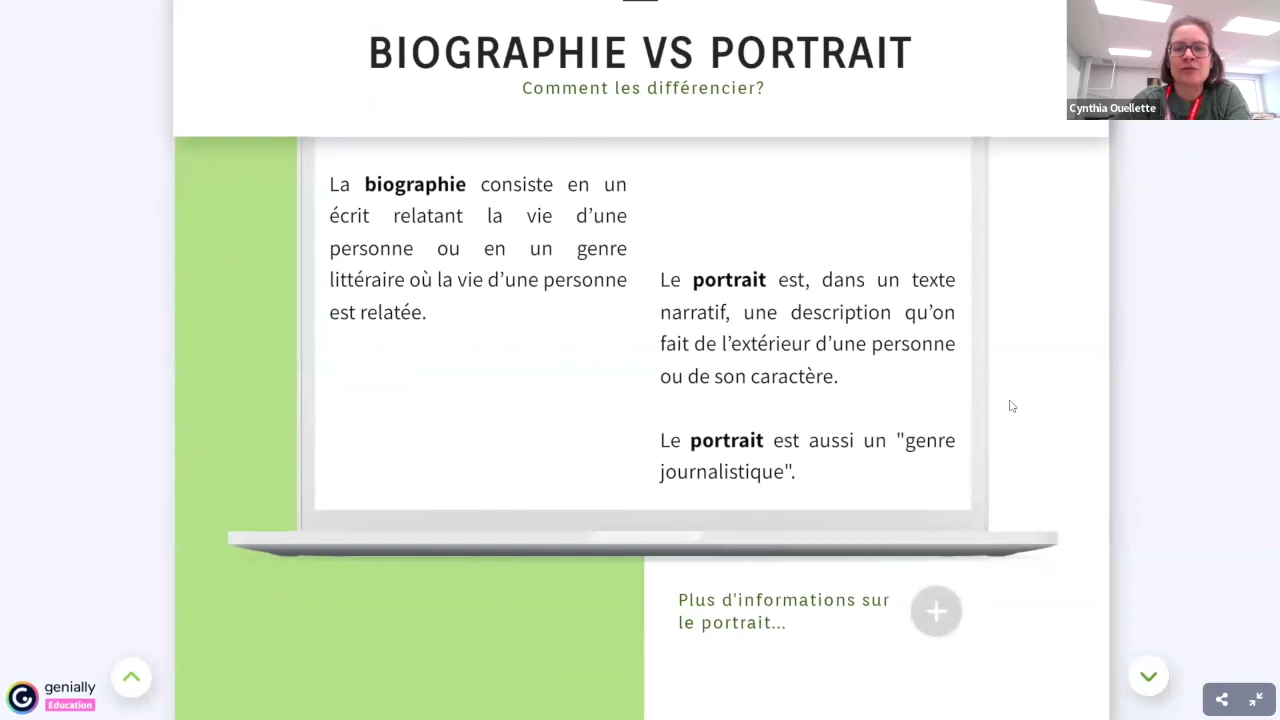 BIOGRAPHIE VS PORTRAIT
Comment les différencier?
Cynthia Ouellette
La biographie consiste en un
écrit relatant la vie d’une
personne ou en un genre
littéraire où la vie d’une personne
est relatée.
Le portrait est, dans un texte
narratif, une description qu’on
fait de l’extérieur d’une personne
ou de son caractère.
Le portrait est aussi un "genre
journalistique".
Plus d'informations sur
le portrait...
genially
Education